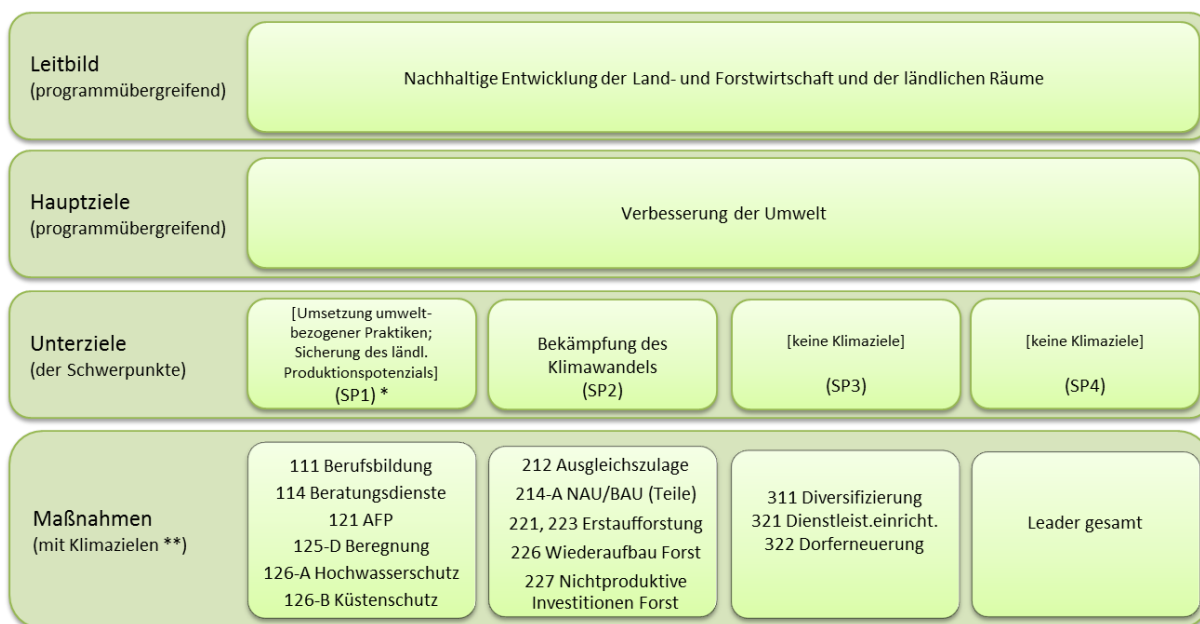 Leitbild
(programmübergreifend)
Nachhaltige Entwicklung der Land- und Forstwirtschaft und der ländlichen Räume
Hauptziele
(programmübergreifend)
Verbesserung der Umwelt
Unterziele
(der Schwerpunkte)
[Umsetzung umwelt-
bezogener Praktiken;
Sicherung des ländl.
Produktionspotenzials]
(SP1) *
Bekämpfung des
Klimawandels
(SP2)
[keine Klimaziele]
(SP3)
[keine Klimaziele]
(SP4)
Maßnahmen
(mit Klimazielen **)
111 Berufsbildung
114 Beratungsdienste
121 AFP
125-D Beregnung
126-A Hochwasserschutz
126-B Küstenschutz
212 Ausgleichszulage
214-A NAU/BAU (Teile)
221, 223 Erstaufforstung
226 Wiederaufbau Forst
227 Nichtproduktive
Investitionen Forst
311 Diversifizierung
321 Dienstleist.einricht.
322 Dorferneuerung
Leader gesamt